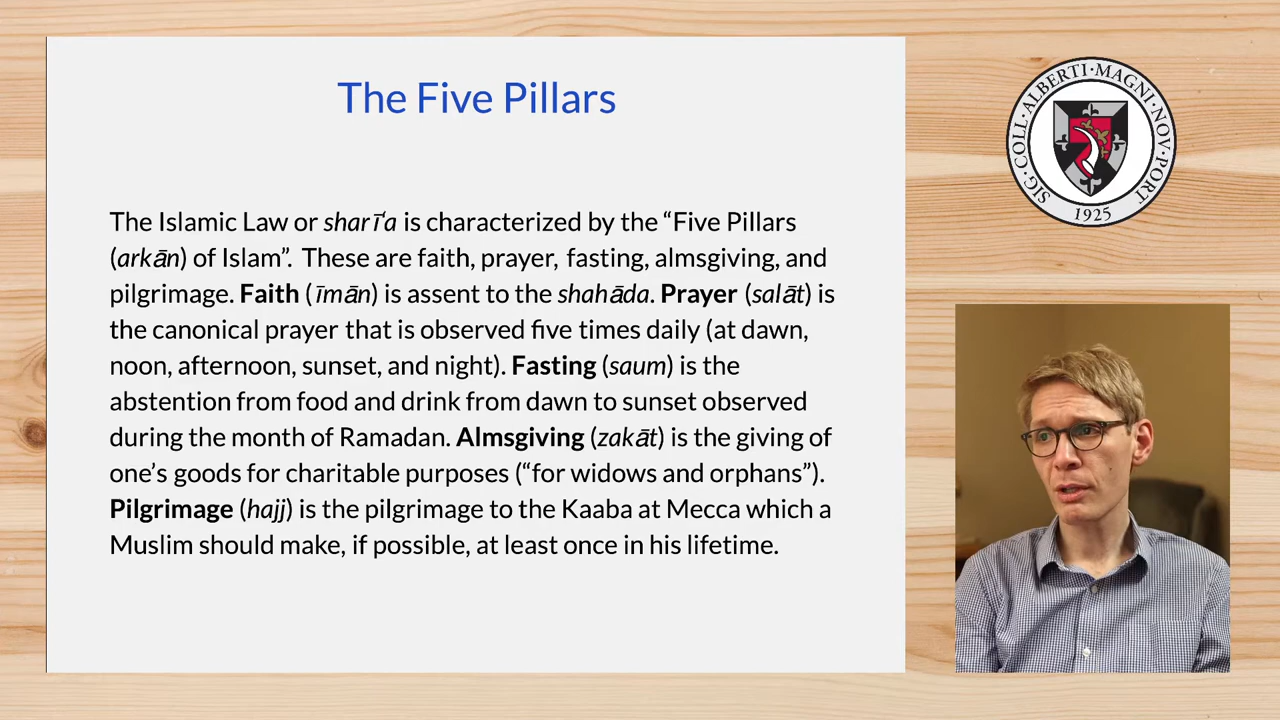 The Five Pillars
The Islamic Law or sharī‘a is characterized by the “Five Pillars
(arkān) of Islam”. These are faith, prayer, fasting, almsgiving, and
pilgrimage. Faith (īmān) is assent to the shahāda. Prayer (salāt) is
the canonical prayer that is observed five times daily (at dawn,
noon, afternoon, sunset, and night). Fasting (saum) is the
abstention from food and drink from dawn to sunset observed
during the month of Ramadan. Almsgiving (zakāt) is the giving of
one’s goods for charitable purposes (“for widows and orphans”).
Pilgrimage (hajj) is the pilgrimage to the Kaaba at Mecca which a
Muslim should make, if possible, at least once in his lifetime.
SIG·COLL·ALBERTI·MAGNI·NOV·PORT
1925